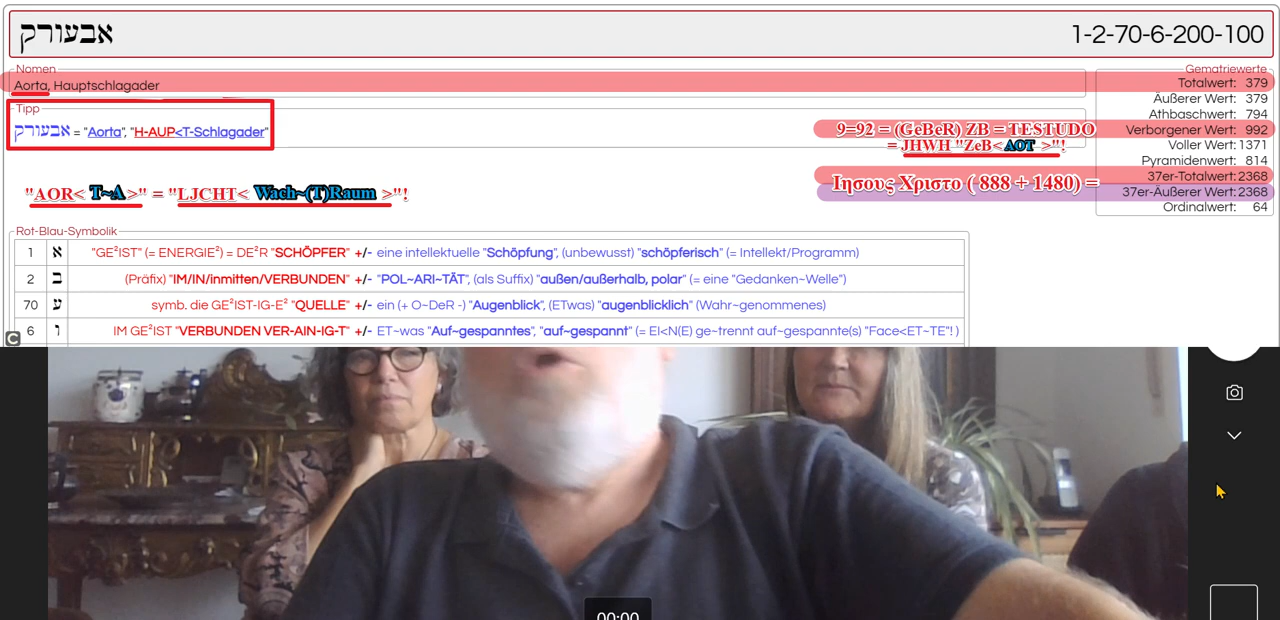 אבעורק 1-2-70-6-200-100
Nomen
Aorta, Hauptschlagader
Tipp
אבעורק = "Aorta", "H-AUP<T-Schlagader"
"AOR< T~A >" = "LJCHT< Wach~(T)Raum >"!
9=92 = (GeBeR) ZB = TESTUDO
= JHWH "ZeB< AOT >"!
Ιησους Χριστο ( 888 + 1480) =
Gematriewerte
Totalwert: 379
Äußerer Wert: 379
Athbaschwert: 794
Verborgener Wert: 992
Voller Wert: 1371
Pyramidenwert: 814
37er-Totalwert: 2368
37er-Äußerer Wert: 2368
Ordinalwert: 64
Rot-Blau-Symbolik
1 א "GE²IST" (= ENERGIE²) = DE²R "SCHÖPFER" +/- eine intellektuelle "Schöpfung", (unbewusst) "schöpferisch" (= Intellekt/Programm)
2 ב (Präfix) "IM/IN/inmitten/VERBUNDEN" +/- "POL~ARI~TÄT", (als Suffix) "außen/außerhalb, polar" (= eine "Gedanken~Welle")
70 ע symb. die GE²IST-IG-E² "QUELLE" +/- ein (+ O~DeR -) "Augenblick", (ETwas) "augenblicklich" (Wahr~genommenes)
6 ו IM GE²IST "VERBUNDEN VER-AIN-IG-T" +/- ET~was "Auf~gespanntes", "auf~gespannt" (= EI<N(E) ge~trennt auf~gespannte(s) "Face<ET~TE"! )
C
00:00